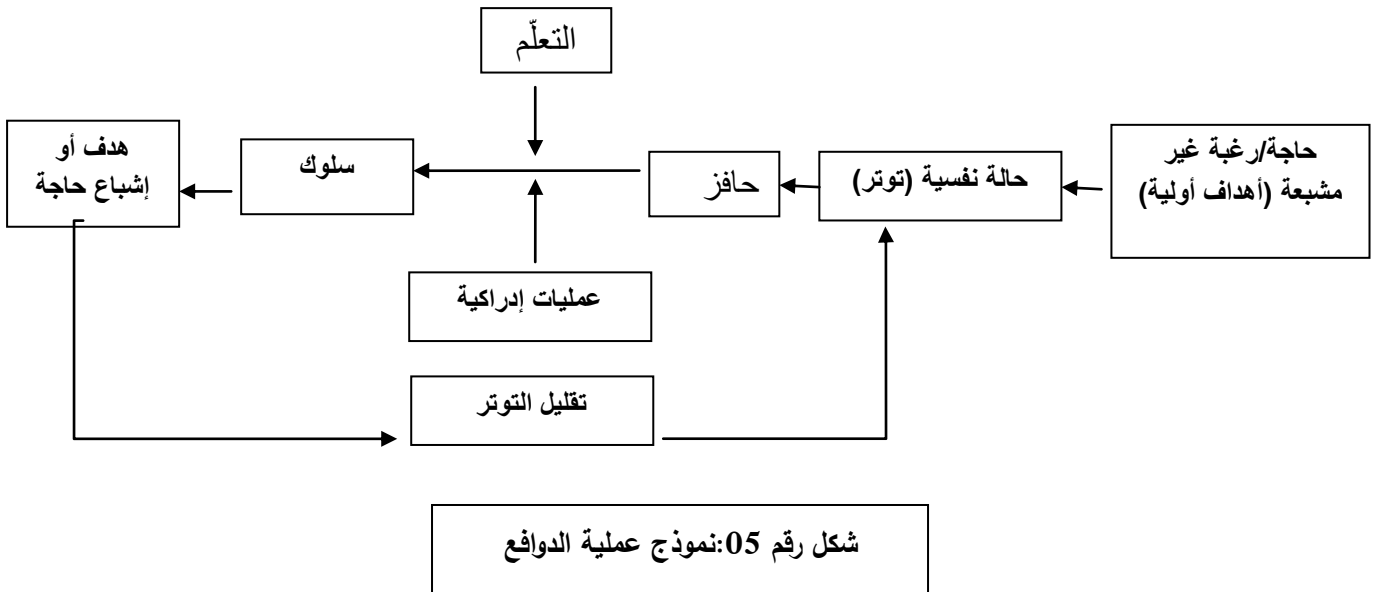 التعلّم
حاجة/رغبة غير
مشبعة (أهداف أولية)
حالة نفسية (توتر)
حافز
سلوك
هدف أو
إشباع حاجة
عمليات إدراكية
تقليل التوتر
شكل رقم 05:نموذج عملية الدوافع